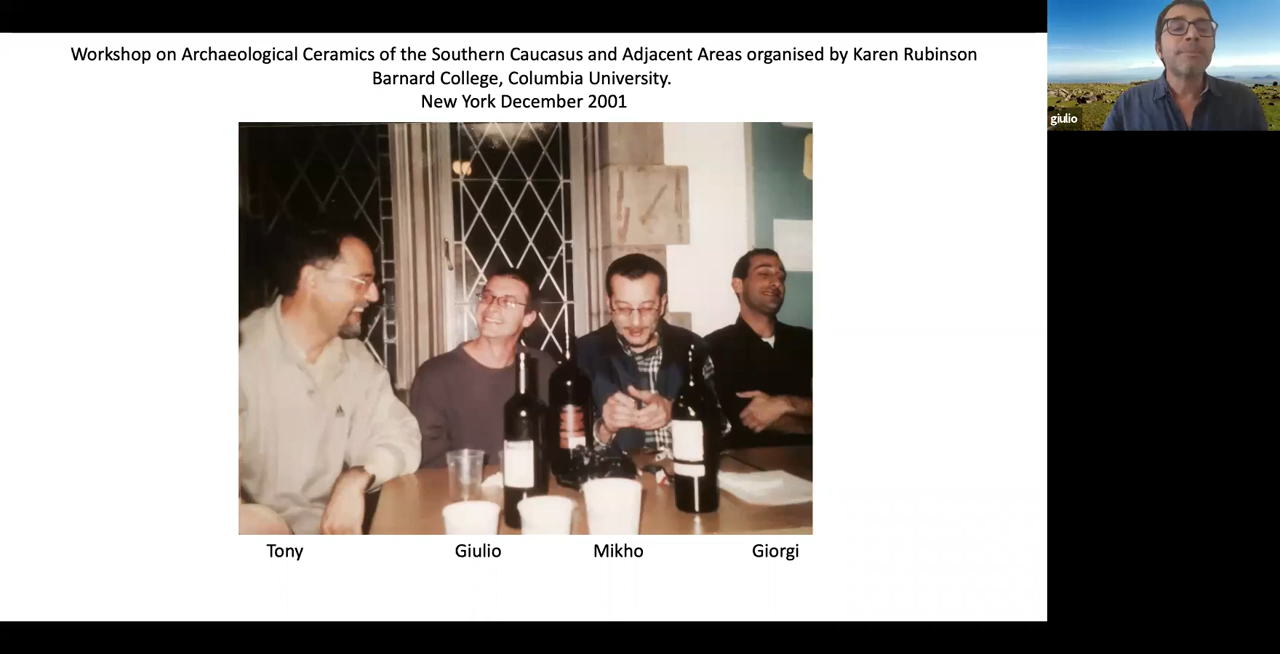 Workshop on Archaeological Ceramics of the Southern Caucasus and Adjacent Areas organised by Karen Rubinson
Barnard College, Columbia University.
New York December 2001
giulio
Tony
Giulio
Mikho
Giorgi